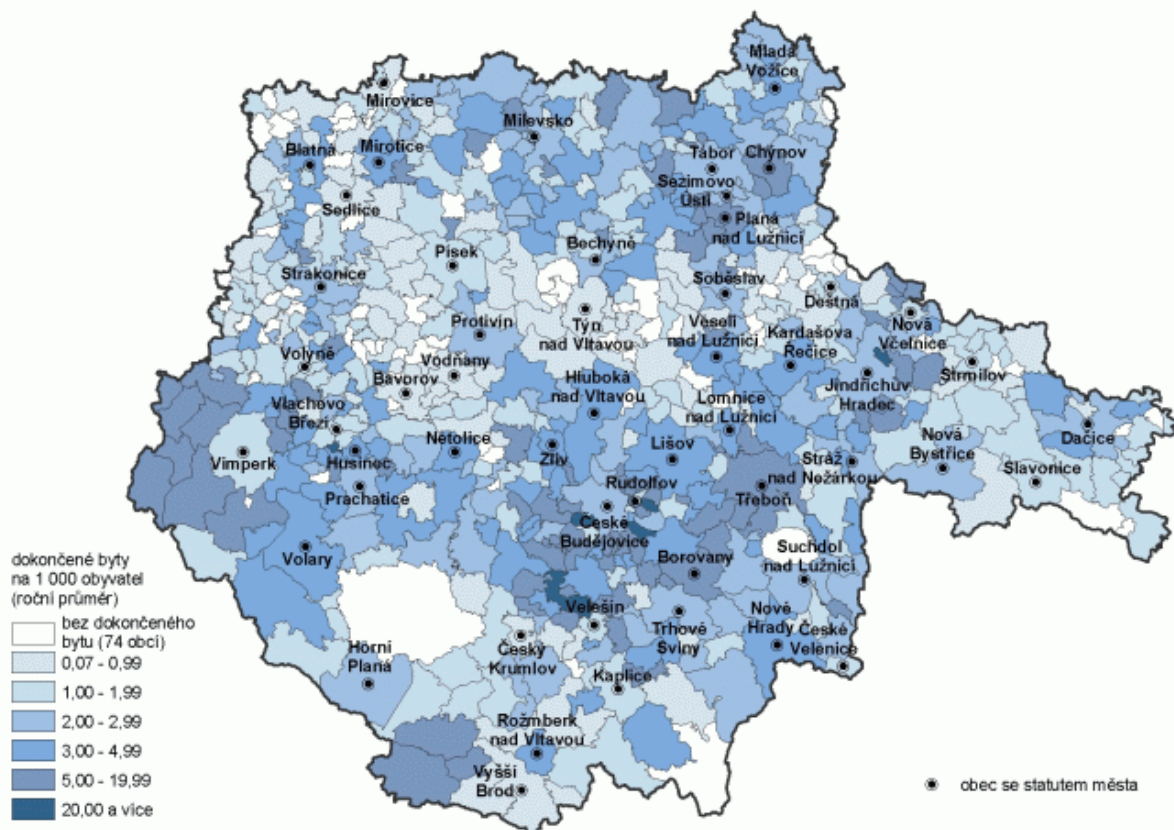 Mladá
Vožice
Mirovice
Milevsko
Blatná
Mirotice
Tábor
Chýnov
Sezimovo
Ústí
Sedlice
Planá
nad Lužnicí
Písek
Bechyně
Strakonice
Soběslav
Deštná
Protivín
Týn
nad Vltavou
Veselí
nad Lužnicí
Kardašova
Řečice
Nová
Včelnice
Volyně
Vodňany
Strmilov
Bavorov
Hluboká
nad Vltavou
Jindřichův
Hradec
Vlachovo
Březí
Lomnice
nad Lužnicí
Dačice
Netolice
Lišov
Nová
Bystřice
Vimperk
Husinec
Zliv
Stráž
nad Nežárkou
Slavonice
Prachatice
Rudolfov
Třeboň
České
Budějovice
Volary
Borovany
Suchdol
nad Lužnicí
Velešín
Trhové
Sviny
Nové
Hrady
České
Velenice
Horní
Planá
Český
Krumlov
Kaplice
Rožmberk
nad Vltavou
Vyšší
Brod
dokončené byty
na 1 000 obyvatel
(roční průměr)
bez dokončeného
bytu (74 obcí)
0,07 - 0,99
1,00 - 1,99
2,00 - 2,99
3,00 - 4,99
5,00 - 19,99
20,00 a více
obec se statutem města